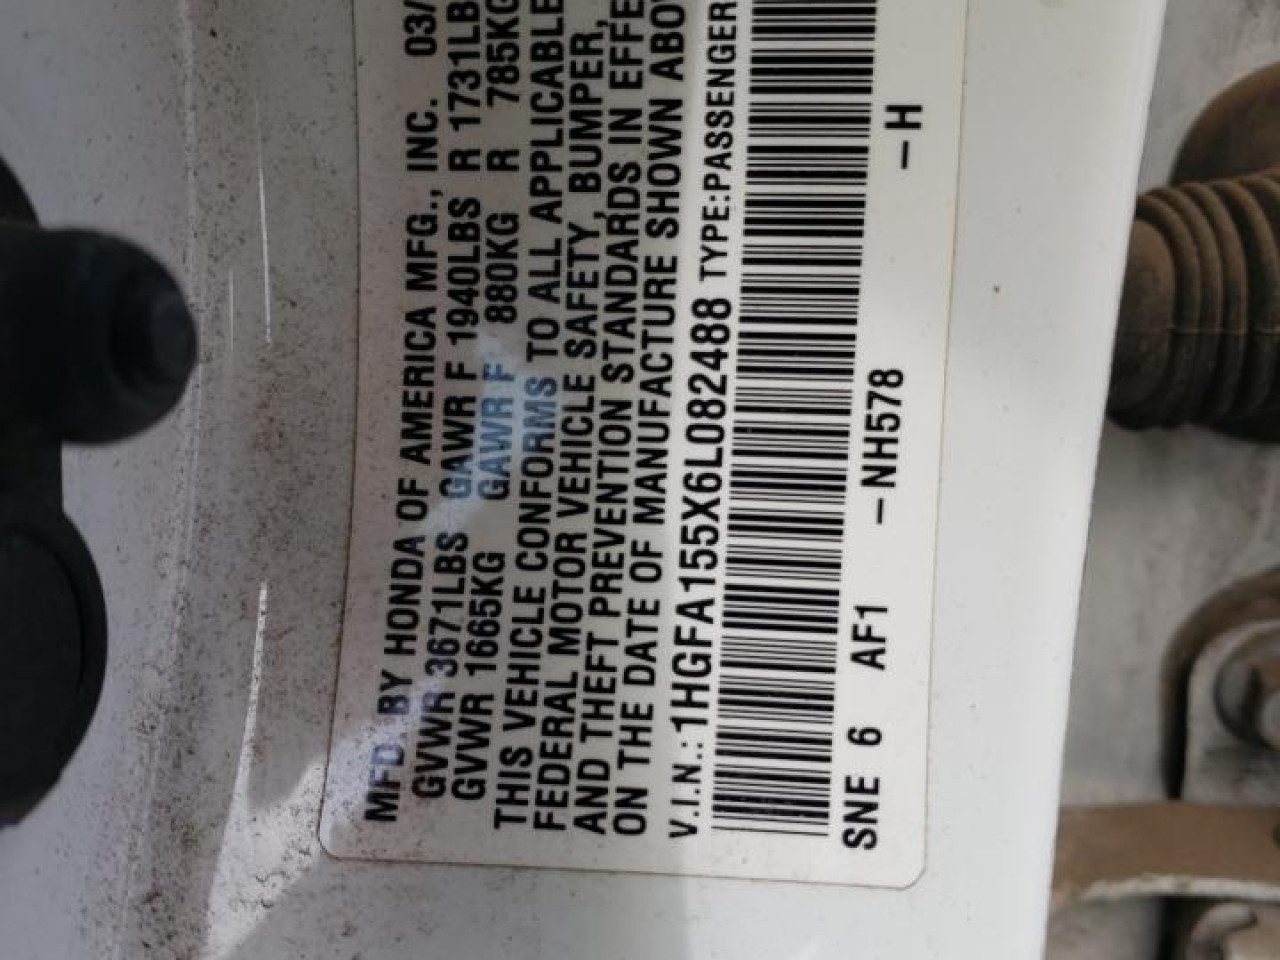 MFD BY HONDA OF AMERICA MFG., INC. 03/
GVWR 3671LBS GAWR F 1940LBS R 1731LB
GVWR 1665KG GAWR F 880KG R 785KG
THIS VEHICLE CONFORMS TO ALL APPLICABLE
FEDERAL MOTOR VEHICLE SAFETY, BUMPER,
AND THEFT PREVENTION STANDARDS IN EFFE
ON THE DATE OF MANUFACTURE SHOWN ABO
V.I.N.: 1HGFA155X6L082488 TYPE:PASSENGER
SNE 6 AF1 -NH578 -H